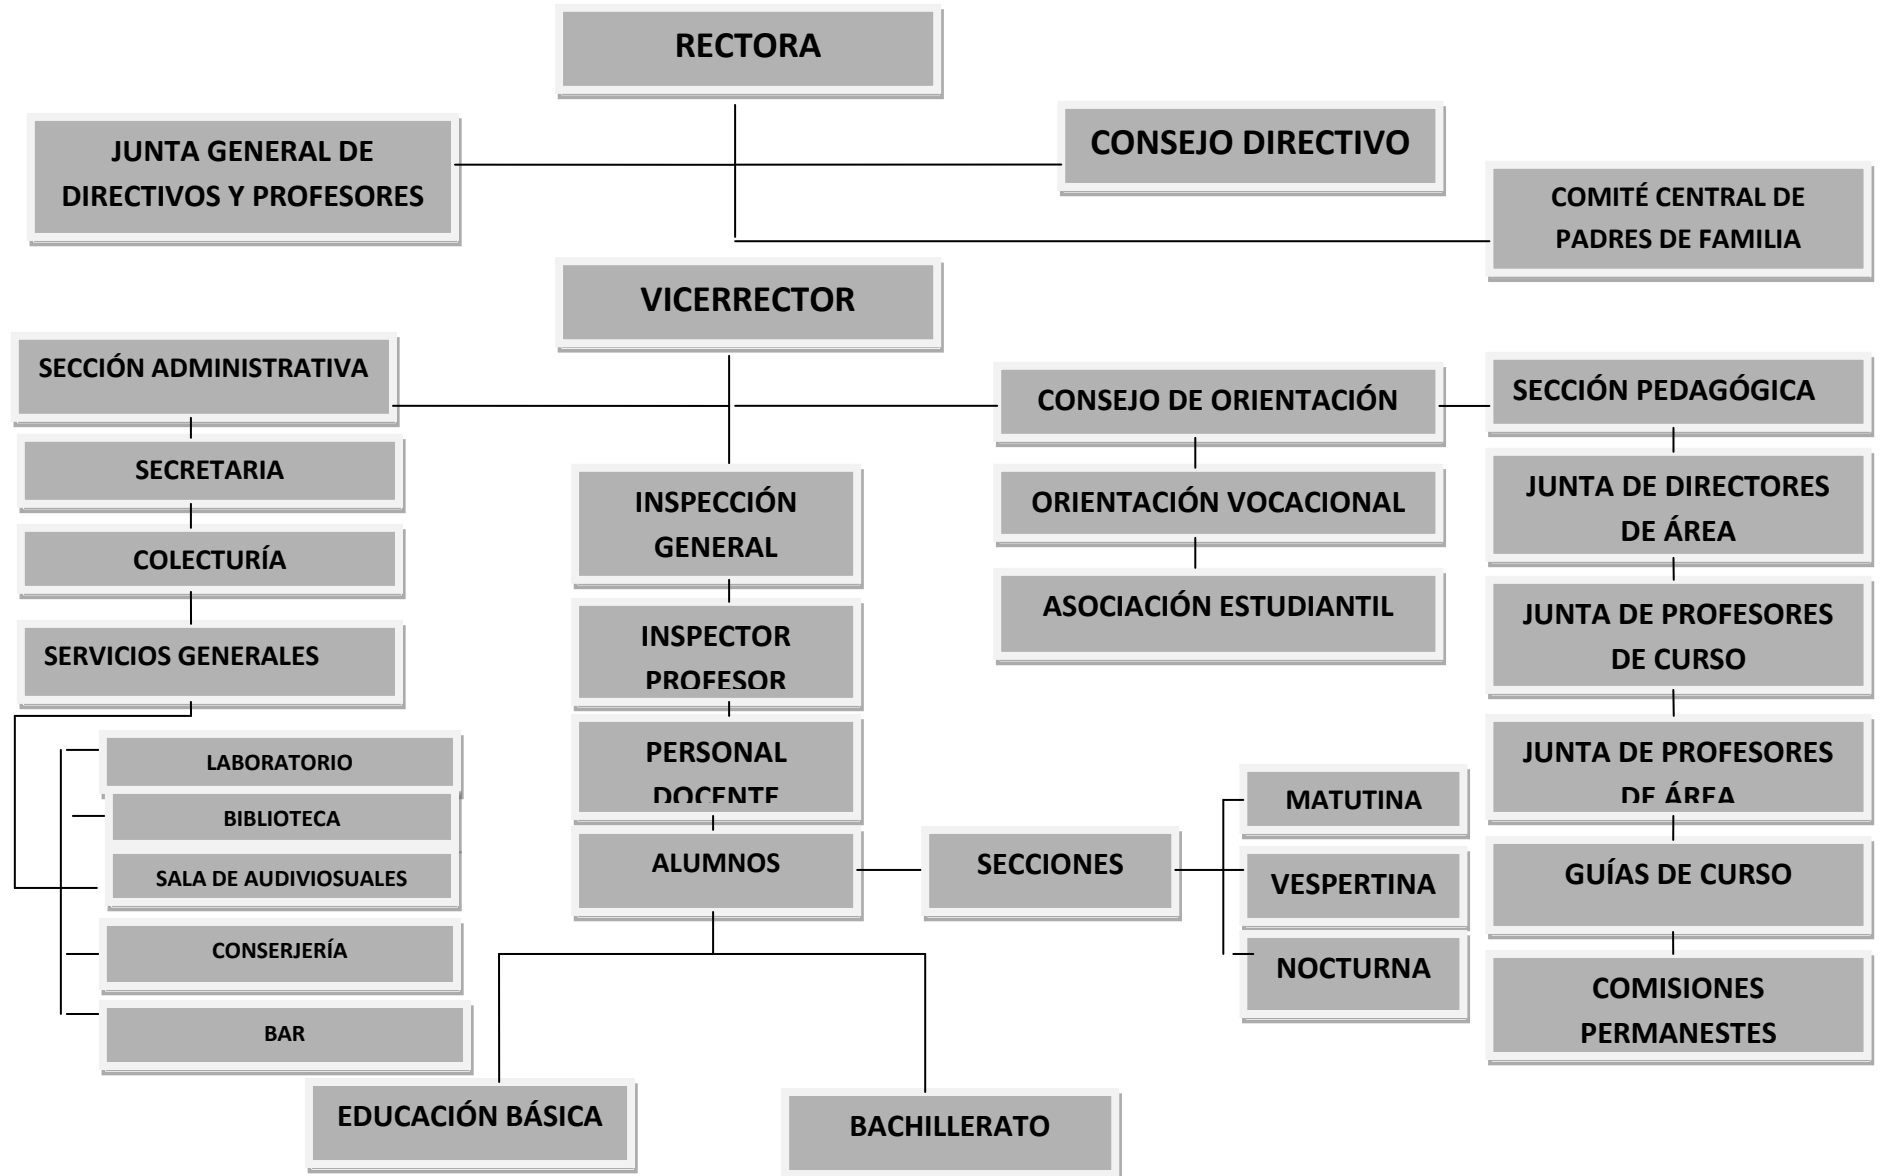 RECTORA
JUNTA GENERAL DE
DIRECTIVOS Y PROFESORES
CONSEJO DIRECTIVO
COMITÉ CENTRAL DE
PADRES DE FAMILIA
VICERRECTOR
SECCIÓN ADMINISTRATIVA
SECRETARIA
COLECTURÍA
SERVICIOS GENERALES
LABORATORIO
BIBLIOTECA
SALA DE AUDIVIOSUALES
CONSERJERÍA
BAR
INSPECCIÓN
GENERAL
INSPECTOR
PROFESOR
PERSONAL
DOCENTE
ALUMNOS
EDUCACIÓN BÁSICA
BACHILLERATO
SECCIONES
MATUTINA
VESPERTINA
NOCTURNA
CONSEJO DE ORIENTACIÓN
ORIENTACIÓN VOCACIONAL
ASOCIACIÓN ESTUDIANTIL
SECCIÓN PEDAGÓGICA
JUNTA DE DIRECTORES
DE ÁREA
JUNTA DE PROFESORES
DE CURSO
JUNTA DE PROFESORES
DE ÁREA
GUÍAS DE CURSO
COMISIONES
PERMANESTES